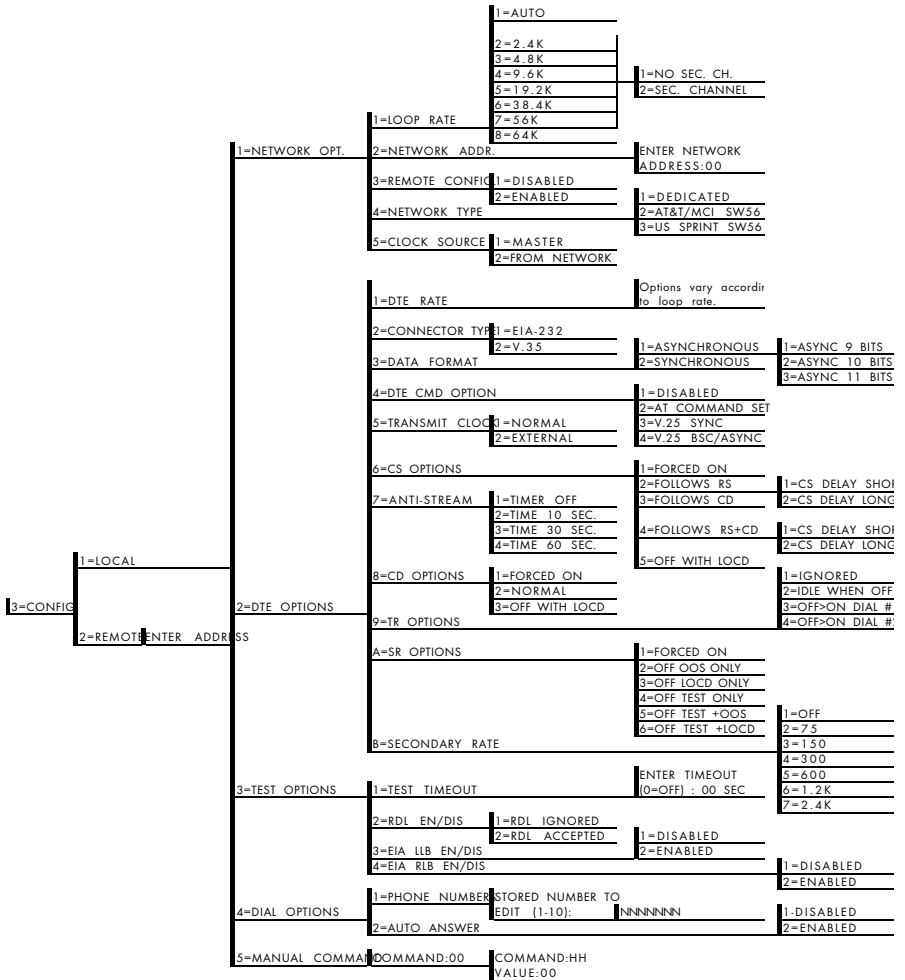 1=AUTO
2=2.4K
3=4.8K
4=9.6K
1=NO SEC. CH.
5=19.2K
2=SEC. CHANNEL
6=38.4K
1=LOOP RATE
7=56K
8=64K
1=NETWORK OPT.
2=NETWORK ADDR.
ENTER NETWORK
ADDRESS:00
3=REMOTE CONFIG.
1=DISABLED
2=ENABLED
1=DEDICATED
4=NETWORK TYPE
2=AT&T/MCI SW56
3=US SPRINT SW56
5=CLOCK SOURCE
1=MASTER
2=FROM NETWORK
Options vary
1=DTE RATE
to loop rate.
2=CONNECTOR TYPE
1=EIA-232
2=V.35
1=ASYNCHRONOUS
1=ASYNC 9 BITS
3=DATA FORMAT
2=SYNCHRONOUS
2=ASYNC 10 BITS
3=ASYNC 11 BITS
4=DTE CMD OPTION
1=DISABLED
2=AT COMMAND SET
5=TRANSMIT CLOCK
1=NORMAL
3=V.25 SYNC
2=EXTERNAL
4=V.25 BSC/ASYNC
6=CS OPTIONS
1=FORCED ON
2=FOLLOWS RS
1=CS DELAY
7=ANTI-STREAM
1=TIMER OFF
3=FOLLOWS CD
2=CS DELAY LONG
2=TIME 10 SEC.
3=TIME 30 SEC.
4=FOLLOWS RS+CD
1=CS DELAY
4=TIME 60 SEC.
2=CS DELAY LONG
1=LOCAL
5=OFF WITH LOCD
8=CD OPTIONS
1=FORCED ON
1=IGNORED
2=NORMAL
2=IDLE WHEN OFF
3=CONFIG
2=DTE OPTIONS
3=OFF WITH LOCD
3=OFF>ON DIAL #
9=TR OPTIONS
4=OFF>ON DIAL
2=REMOTE
ENTER ADDRESS
A=SR OPTIONS
1=FORCED ON
2=OFF OOS ONLY
3=OFF LOCD ONLY
4=OFF TEST ONLY
5=OFF TEST +OOS
1=OFF
6=OFF TEST +LOCD
2=75
B=SECONDARY RATE
3=150
4=300
ENTER TIMEOUT
5=600
3=TEST OPTIONS
1=TEST TIMEOUT
(0=OFF) : 00 SEC
6=1.2K
7=2.4K
2=RDL EN/DIS
1=RDL IGNORED
2=RDL ACCEPTED
1=DISABLED
3=EIA LLB EN/DIS
2=ENABLED
4=EIA RLB EN/DIS
1=DISABLED
2=ENABLED
1=PHONE NUMBERS
STORED NUMBER TO
4=DIAL OPTIONS
EDIT (1-10):
NNNNNNN
1-DISABLED
2=AUTO ANSWER
2=ENABLED
5=MANUAL COMMAND
COMMAND:00
COMMAND:HH
VALUE:00